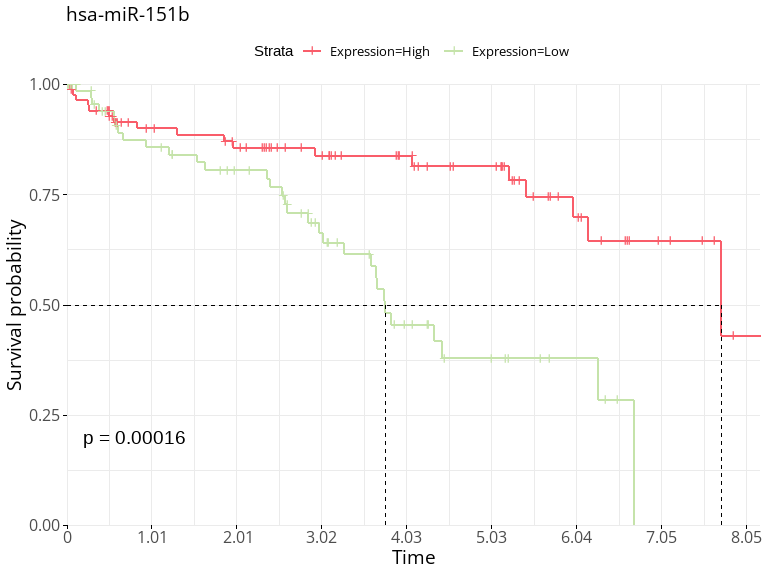 hsa-miR-151b
Strata Expression=High Expression=Low
Survival probability
1.00
0.75
0.50
0.25
0.00
p = 0.00016
0 1.01 2.01 3.02 4.03 5.03 6.04 7.05 8.05
Time